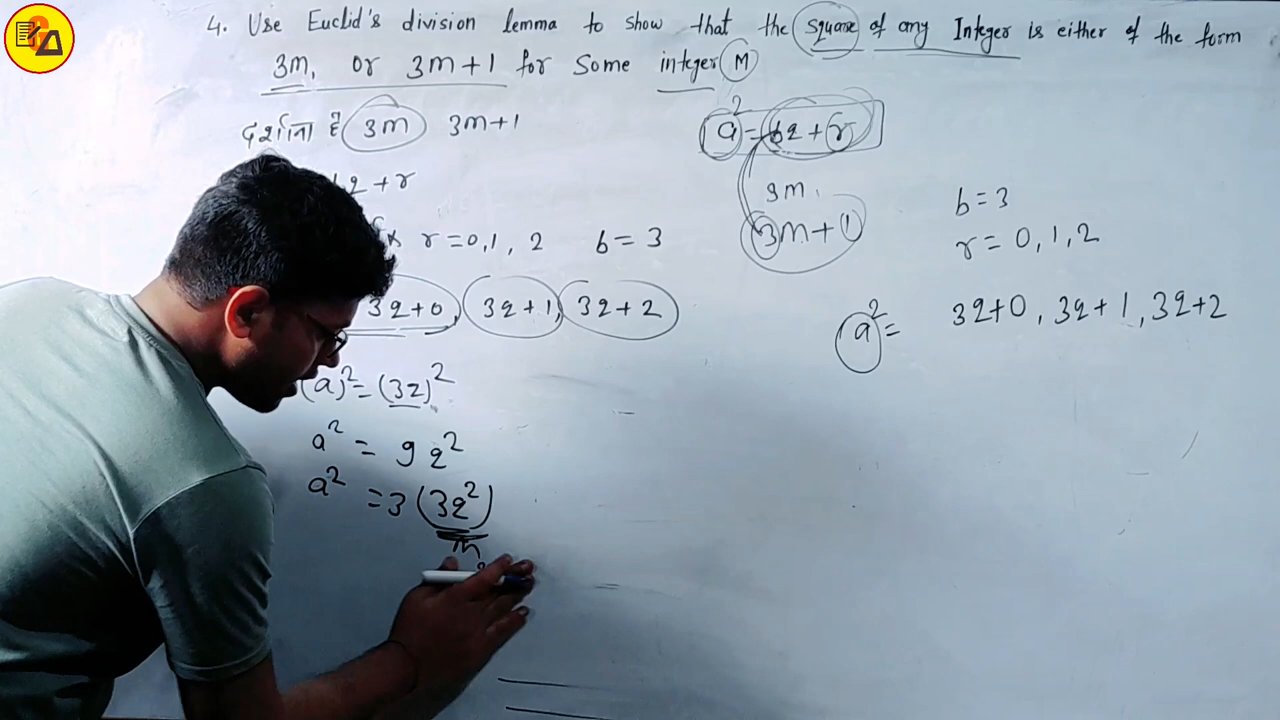 4. Use Euclid's division lemma to show that the square of any Integer is either of the form
3m, or 3m+1 for some integer M
दर्शाना है 3m 3m+1
a² = bq + r
3m,
3m+1
q + r
r = 0, 1, 2 b = 3
b = 3
r = 0, 1, 2
3q+0, 3q+1, 3q+2
a² = 3q+0, 3q+1, 3q+2
(a)² = (3q)²
a² = 9q²
a² = 3(3q²)
m